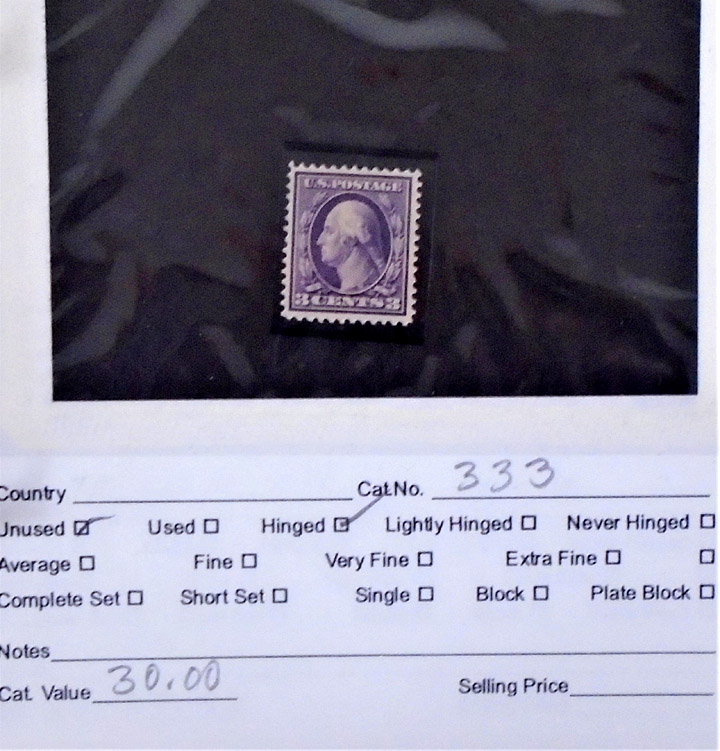 U.S. POSTAGE
3 CENTS 3
Country Cat.No. 333
Unused ☑ Used ☐ Hinged ☑ Lightly Hinged ☐ Never Hinged ☐
Average ☐ Fine ☐ Very Fine ☐ Extra Fine ☐ ☐
Complete Set ☐ Short Set ☐ Single ☐ Block ☐ Plate Block ☐
Notes
Cat. Value 30.00 Selling Price